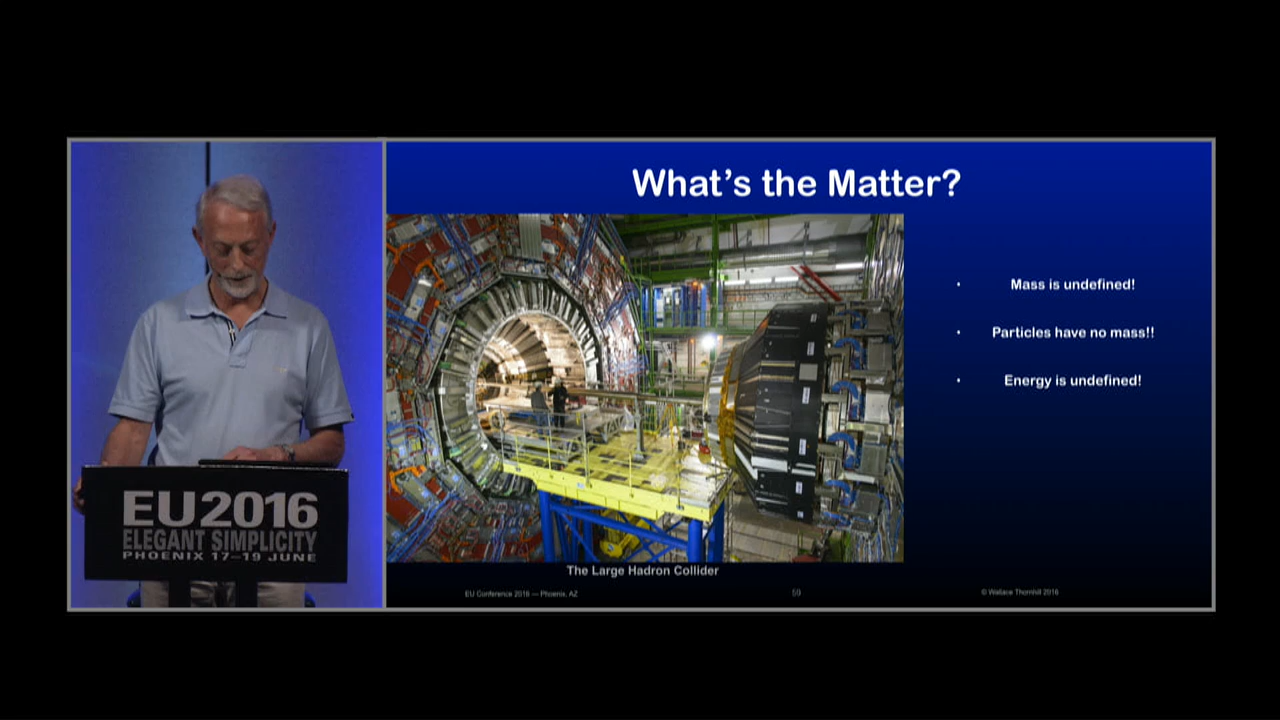 What's the Matter?
• Mass is undefined!
• Particles have no mass!!
• Energy is undefined!
EU2016
ELEGANT SIMPLICITY
PHOENIX 17–19 JUNE
The Large Hadron Collider
EU Conference 2016 — Phoenix, AZ
59
© Wallace Thornhill 2016